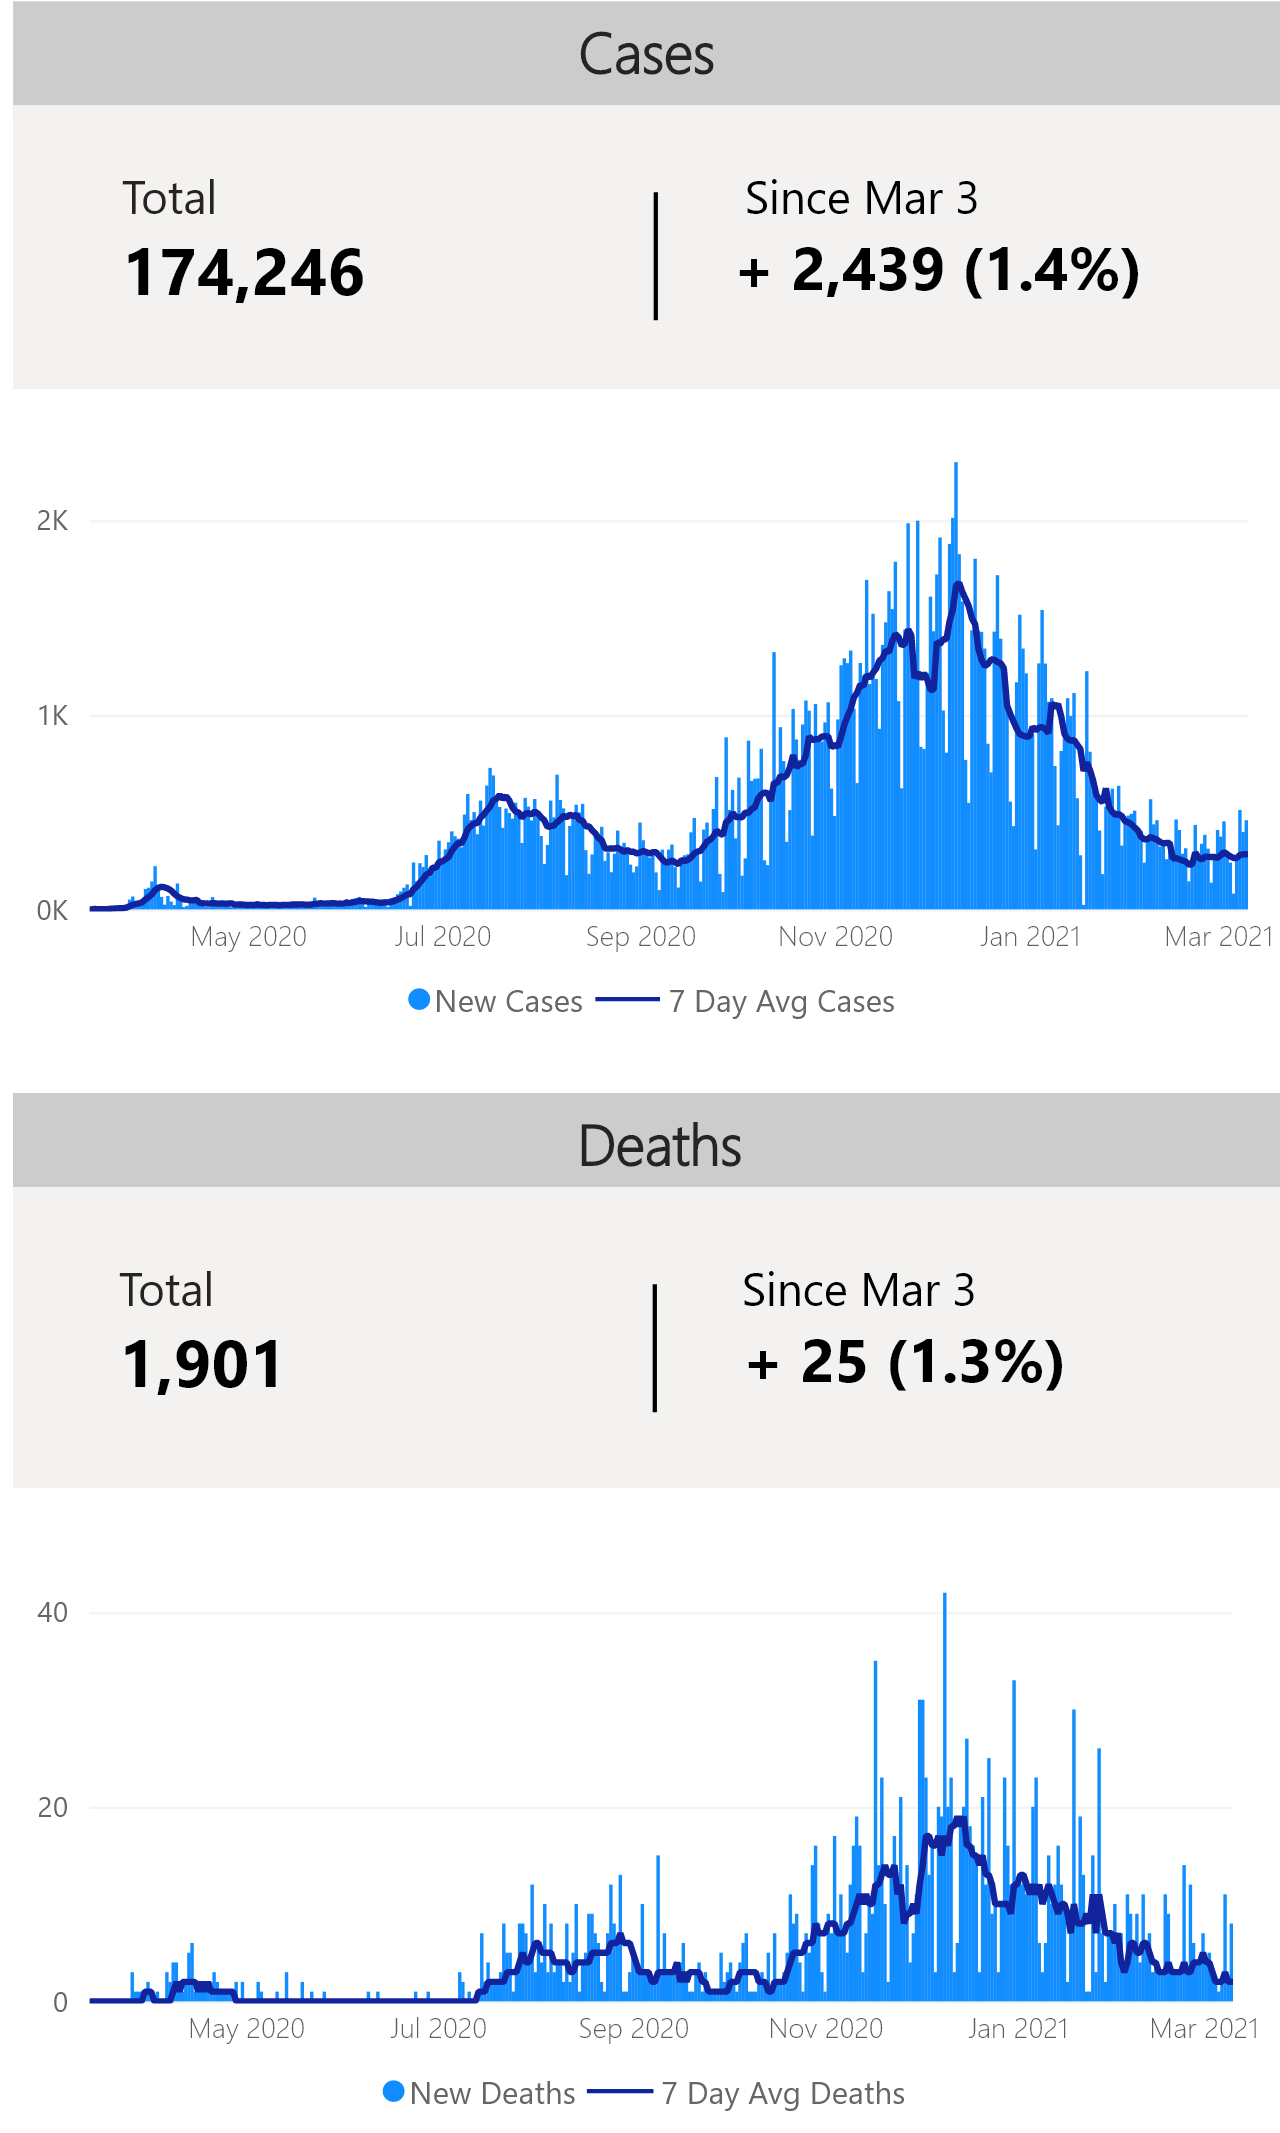 Cases
Total
Since Mar 3
174,246
+ 2,439 (1.4%)
2K
1K
0K
May 2020 Jul 2020 Sep 2020 Nov 2020 Jan 2021 Mar 2021
New Cases 7 Day Avg Cases
Deaths
Total
Since Mar 3
1,901
+ 25 (1.3%)
40
20
0
May 2020 Jul 2020 Sep 2020 Nov 2020 Jan 2021 Mar 2021
New Deaths 7 Day Avg Deaths